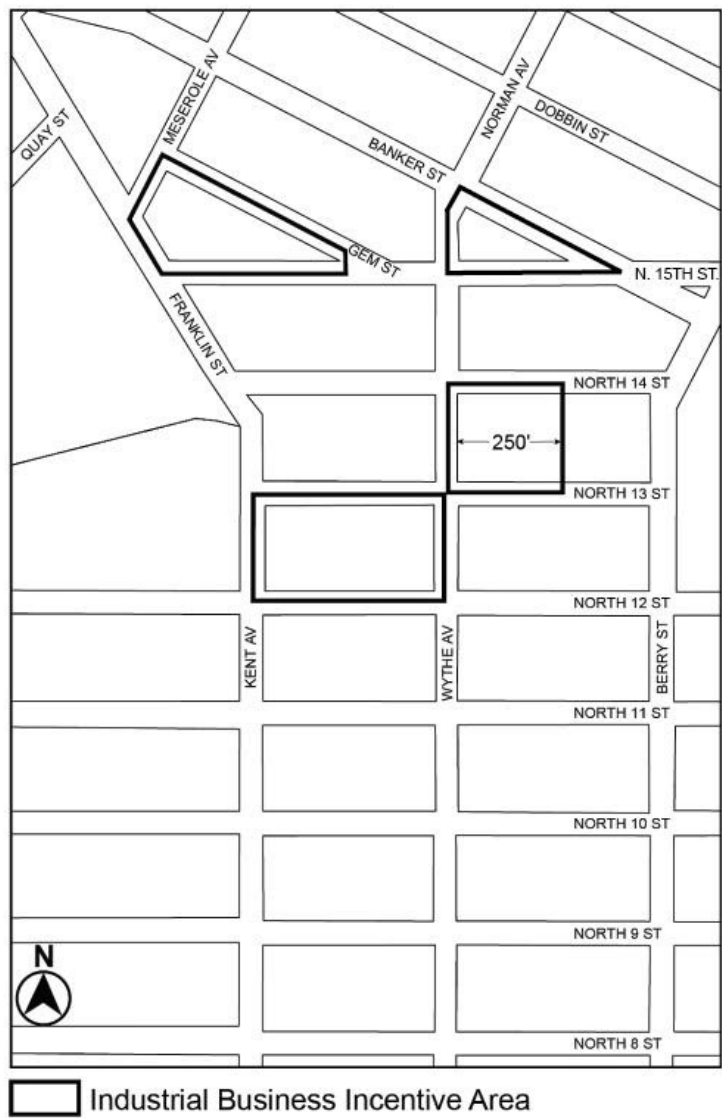 MESEROLE AV
NORMAN AV
QUAY ST
DOBBIN ST
BANKER ST
GEM ST
N. 15TH ST.
FRANKLIN ST
NORTH 14 ST
250'
NORTH 13 ST
NORTH 12 ST
KENT AV
WYTHE AV
BERRY ST
NORTH 11 ST
NORTH 10 ST
NORTH 9 ST
N
NORTH 8 ST
Industrial Business Incentive Area